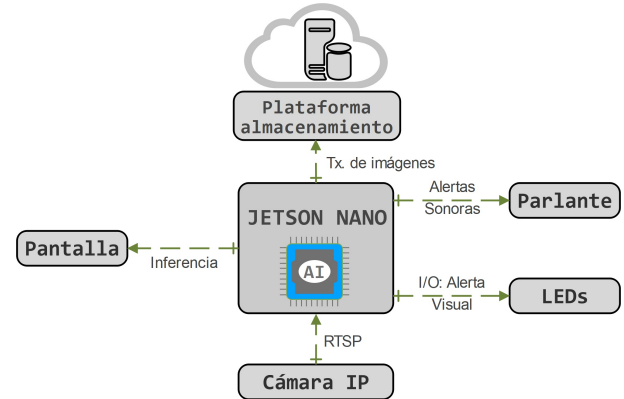 Plataforma
almacenamiento
Tx. de imágenes
JETSON NANO
AI
Alertas
Sonoras
Parlante
Pantalla
Inferencia
I/O: Alerta
Visual
LEDs
RTSP
Cámara IP